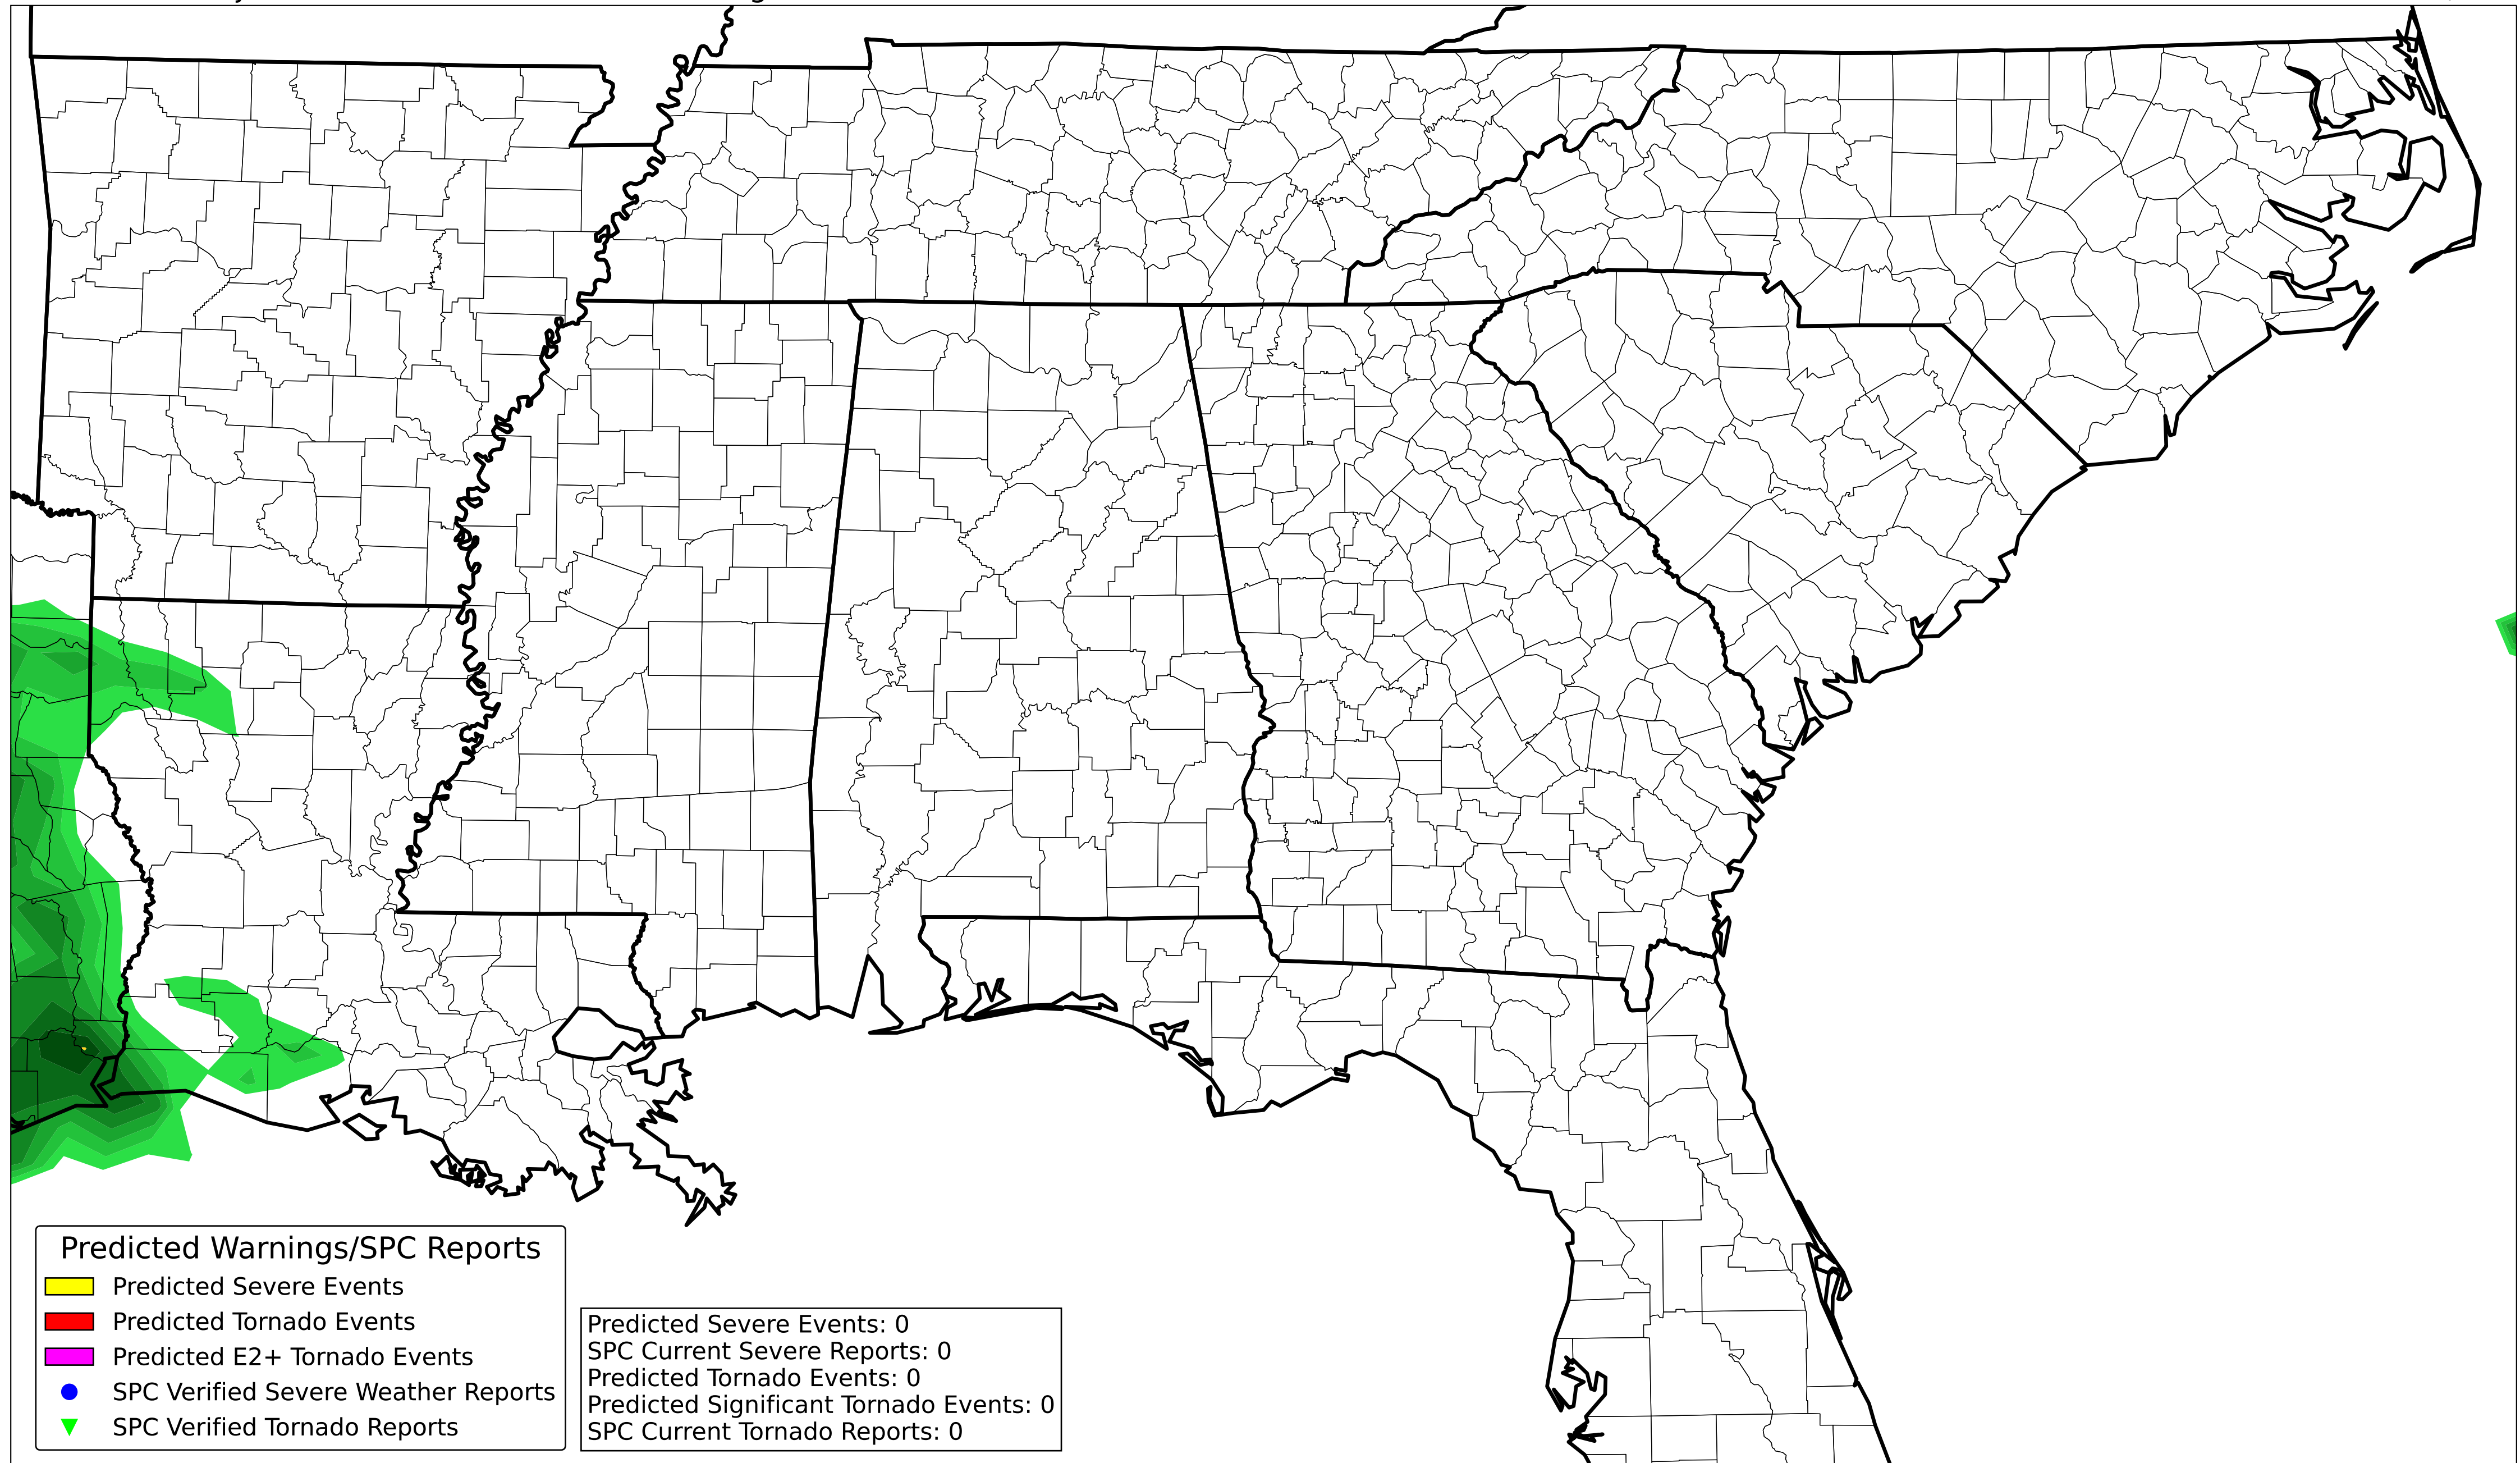 Predicted Warnings/SPC Reports
Predicted Severe Events
Predicted Tornado Events
Predicted E2+ Tornado Events
SPC Verified Severe Weather Reports
SPC Verified Tornado Reports
Predicted Severe Events: 0
SPC Current Severe Reports: 0
Predicted Tornado Events: 0
Predicted Significant Tornado Events: 0
SPC Current Tornado Reports: 0